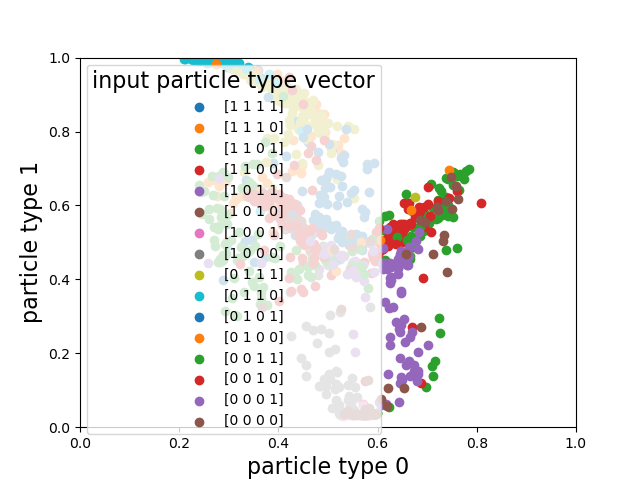 1.0
input particle type vector
[1 1 1 1]
[1 1 1 0]
0.8
[1 1 0 1]
[1 1 0 0]
[1 0 1 1]
0.6
[1 0 1 0]
[1 0 0 1]
[1 0 0 0]
0.4
[0 1 1 1]
[0 1 1 0]
[0 1 0 1]
[0 1 0 0]
0.2
[0 0 1 1]
[0 0 1 0]
[0 0 0 1]
[0 0 0 0]
0.0
particle type 1
0.0 0.2 0.4 0.6 0.8 1.0
particle type 0